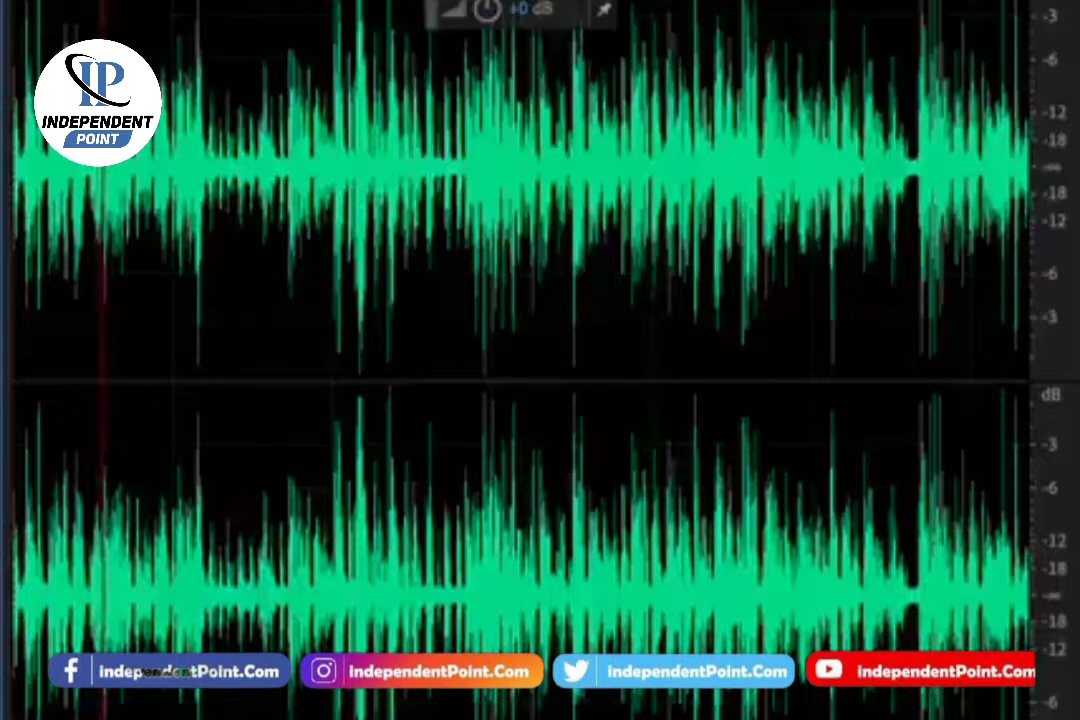 +0 dB
IP
INDEPENDENT
POINT
-3
-6
-12
-18
-∞
-18
-12
-6
-3
dB
-3
-6
-12
-18
-∞
-18
-12
-6
independentPoint.Com
IndependentPoint.Com
independentPoint.Com
independentPoint.Com